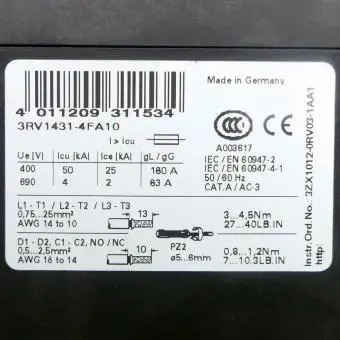 4 011209 311534
Made in Germany
3RV1431-4FA10
I > Icu
CCC
A003617
Ue [V] Icu [kA] Ics [kA] gL / gG
400 50 25 160 A
690 4 2 63 A
IEC / EN 60947-2
IEC / EN 60947-4-1
50 / 60 Hz
CAT. A / AC-3
L1 - T1 / L2 - T2 / L3 - T3
0,75...25mm² 13 3...4,5Nm
AWG 14 to 10 27...40LB.IN
D1 - D2, C1 - C2, NO / NC
0,5...2,5mm² 10 PZ2 0,8...1,2Nm
AWG 18 to 14 ø5...6mm 7...10.3LB.IN
Instr.Ord.No.: 3ZX1012-0RV03-1AA1